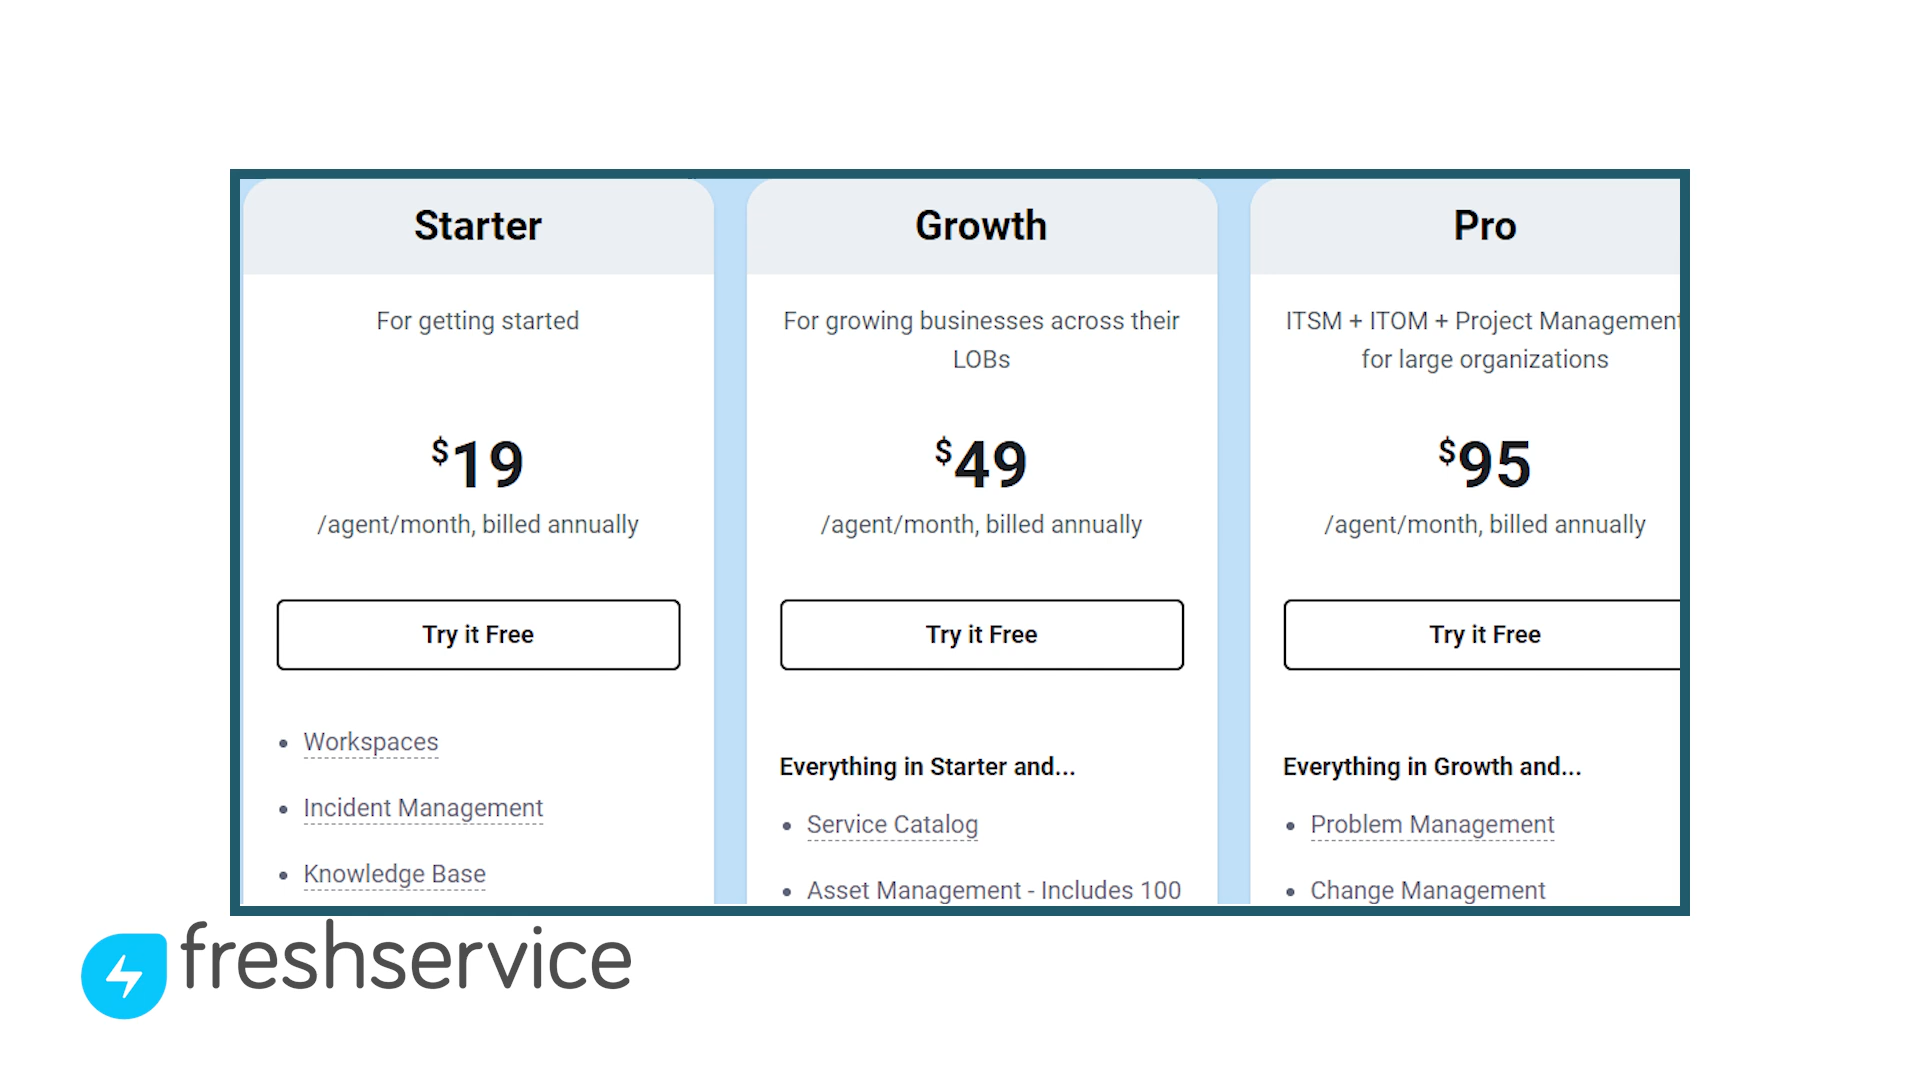 Starter
For getting started
$19
/agent/month, billed annually
Try it Free
Workspaces
Incident Management
Knowledge Base
Growth
For growing businesses across their
LOBs
$49
/agent/month, billed annually
Try it Free
Everything in Starter and...
Service Catalog
Asset Management - Includes 100
Pro
ITSM + ITOM + Project Management
for large organizations
$95
/agent/month, billed annually
Try it Free
Everything in Growth and...
Problem Management
Change Management
freshservice